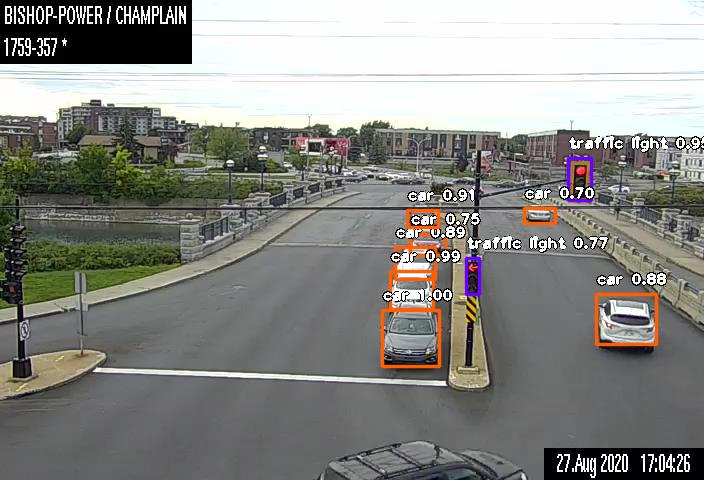 BISHOP-POWER / CHAMPLAIN
1759-357 *
traffic light 0.99
car 0.91
car 0.70
car 0.75
car 0.89
traffic light 0.77
car 0.99
car 0.88
car 1.00
27.Aug 2020 17:04:26